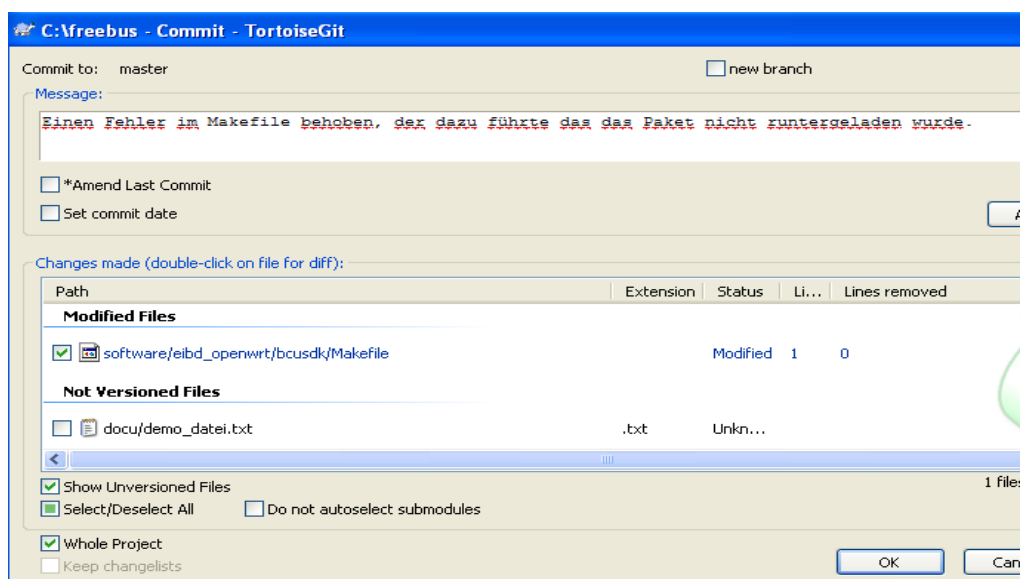 C:\freebus - Commit - TortoiseGit
Commit to: master
new branch
Message:
Einen Fehler im Makefile behoben, der dazu führte das das Paket nicht runtergeladen wurde.
*Amend Last Commit
Set commit date
A
Changes made (double-click on file for diff):
Path Extension Status Li... Lines removed
Modified Files
software/eibd_openwrt/bcusdk/Makefile Modified 1 0
Not Versioned Files
docu/demo_datei.txt .txt Unkn...
Show Unversioned Files
1 files
Select/Deselect All
Do not autoselect submodules
Whole Project
Keep changelists
OK
Can